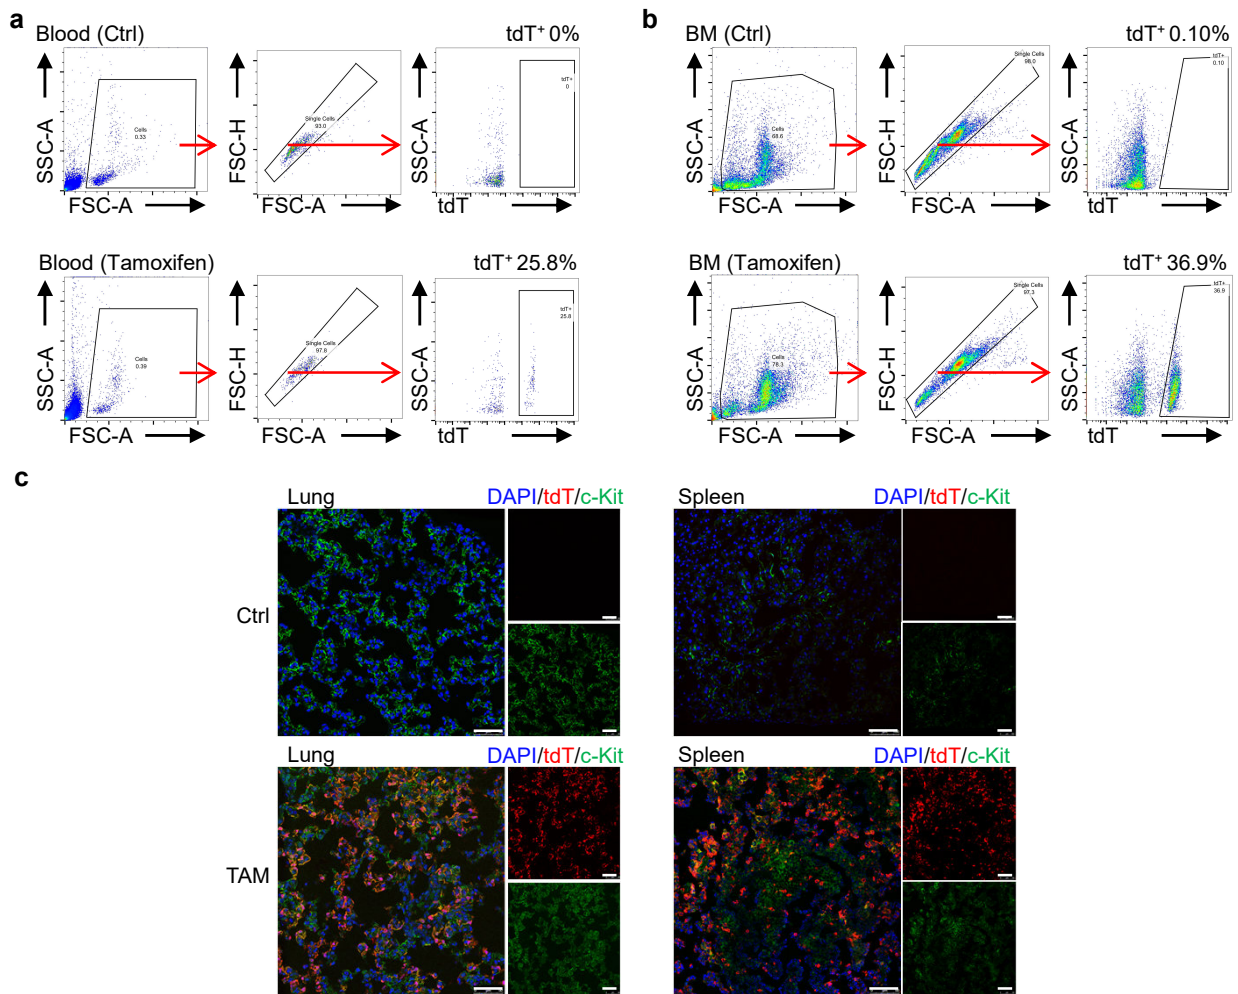 a
Blood (Ctrl)
tdT⁺ 0%
SSC-A
FSC-A
Cells
0.33
FSC-H
FSC-A
Single Cells
93.0
SSC-A
tdT
tdT+
0
Blood (Tamoxifen)
tdT⁺ 25.8%
SSC-A
FSC-A
Cells
0.39
FSC-H
FSC-A
Single Cells
97.8
SSC-A
tdT
tdT+
25.8
b
BM (Ctrl)
tdT⁺ 0.10%
SSC-A
FSC-A
Cells
68.6
FSC-H
FSC-A
Single Cells
98.0
SSC-A
tdT
tdT+
0.10
BM (Tamoxifen)
tdT⁺ 36.9%
SSC-A
FSC-A
Cells
78.3
FSC-H
FSC-A
Single Cells
97.3
SSC-A
tdT
tdT+
36.9
c
Lung
DAPI/tdT/c-Kit
Spleen
DAPI/tdT/c-Kit
Ctrl
Lung
DAPI/tdT/c-Kit
Spleen
DAPI/tdT/c-Kit
TAM